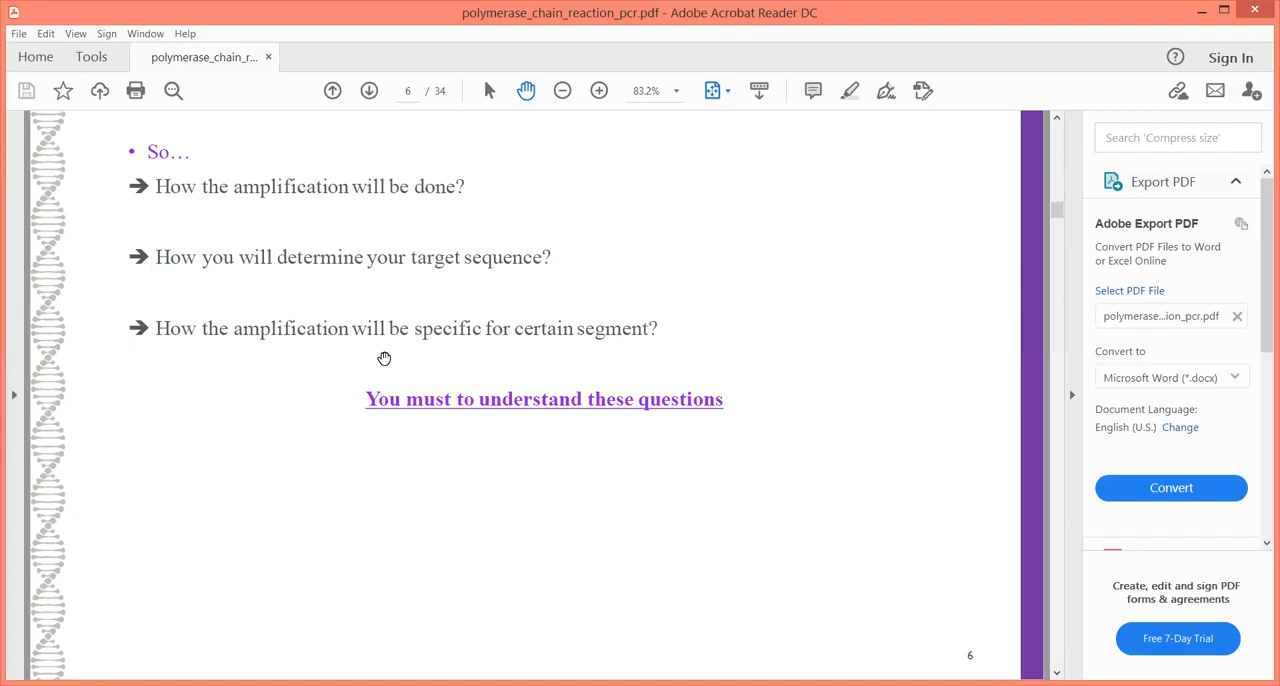 polymerase_chain_reaction_pcr.pdf - Adobe Acrobat Reader DC
File Edit View Sign Window Help
Home Tools polymerase_chain_r... × Sign In
6 / 34 83.2%
• So…
➔ How the amplification will be done?
➔ How you will determine your target sequence?
➔ How the amplification will be specific for certain segment?
You must to understand these questions
6
Search 'Compress size'
Export PDF
Adobe Export PDF
Convert PDF Files to Word
or Excel Online
Select PDF File
polymerase...ion_pcr.pdf
Convert to
Microsoft Word (*.docx)
Document Language:
English (U.S.) Change
Convert
Create, edit and sign PDF
forms & agreements
Free 7-Day Trial